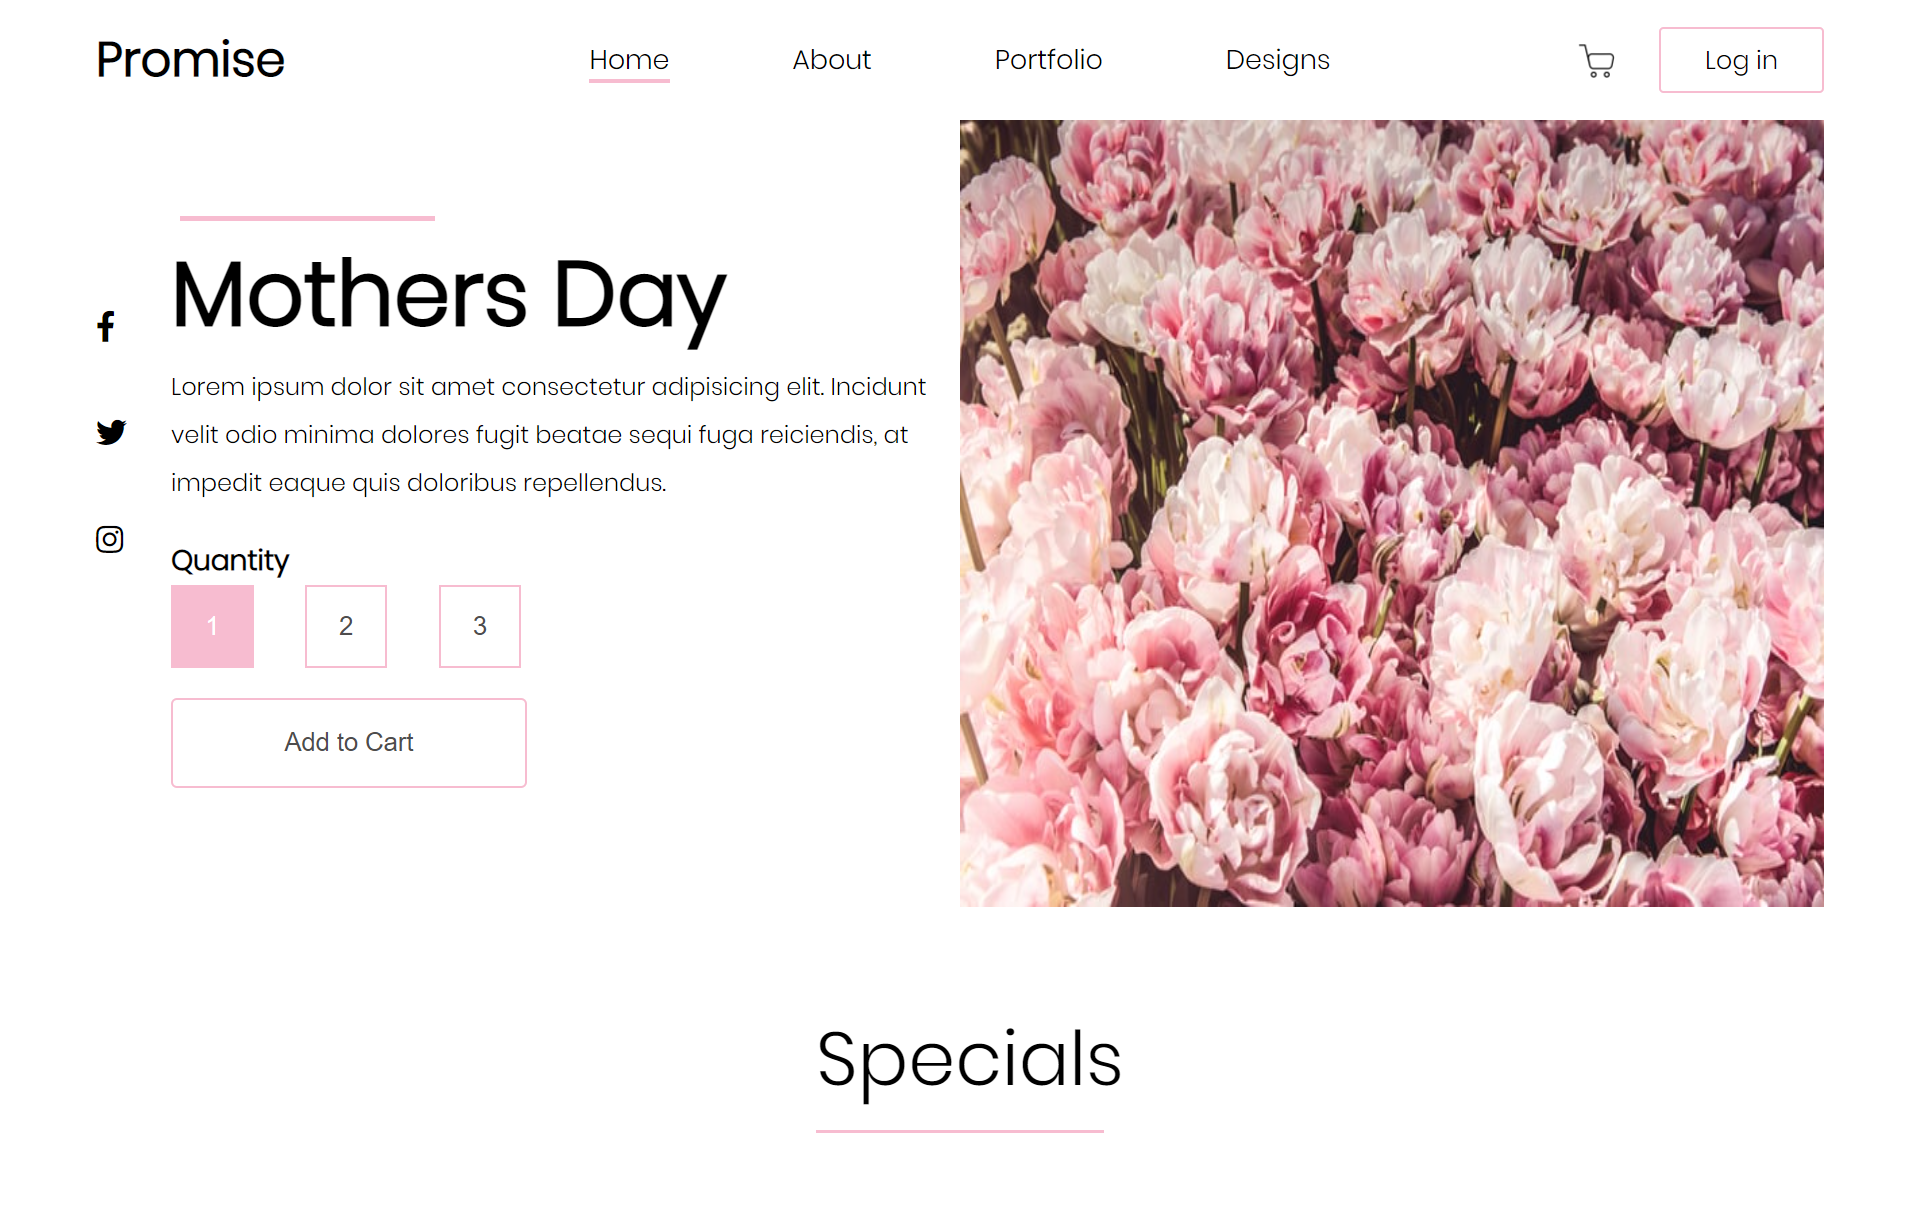 Promise
Home
About
Portfolio
Designs
Log in
Mothers Day
Lorem ipsum dolor sit amet consectetur adipisicing elit. Incidunt
velit odio minima dolores fugit beatae sequi fuga reiciendis, at
impedit eaque quis doloribus repellendus.
Quantity
1
2
3
Add to Cart
Specials